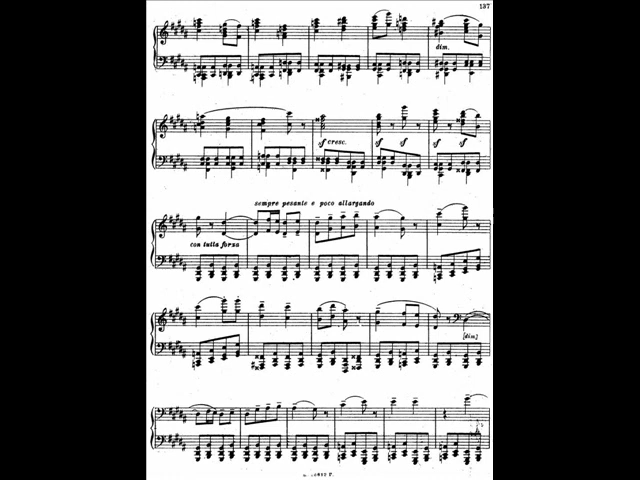 137
dim.
cresc.
sempre pesante e poco allargando
con tutta forza
[dim]